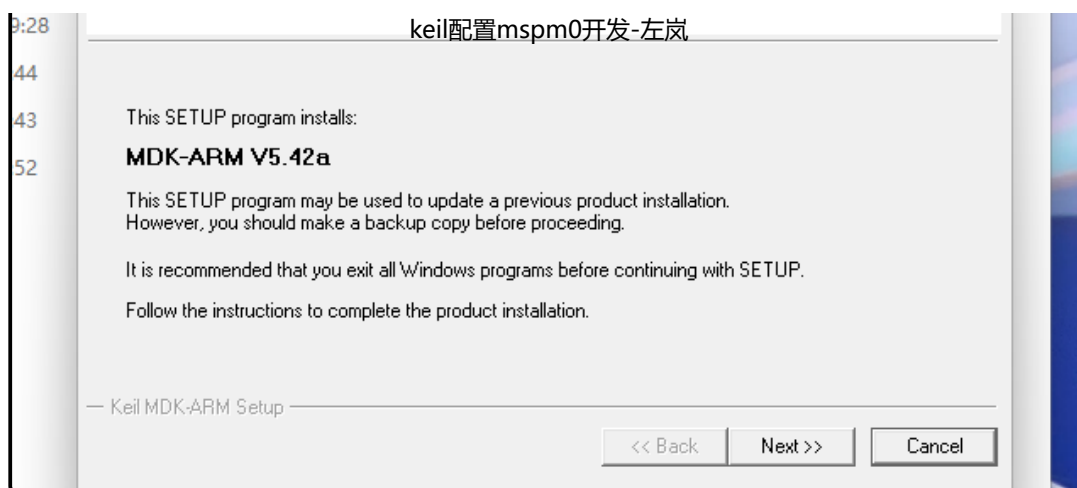 keil配置mspm0开发-左岚
9:28
44
43
52
This SETUP program installs:
MDK-ARM V5.42a
This SETUP program may be used to update a previous product installation.
However, you should make a backup copy before proceeding.
It is recommended that you exit all Windows programs before continuing with SETUP.
Follow the instructions to complete the product installation.
Keil MDK-ARM Setup
<< Back
Next >>
Cancel